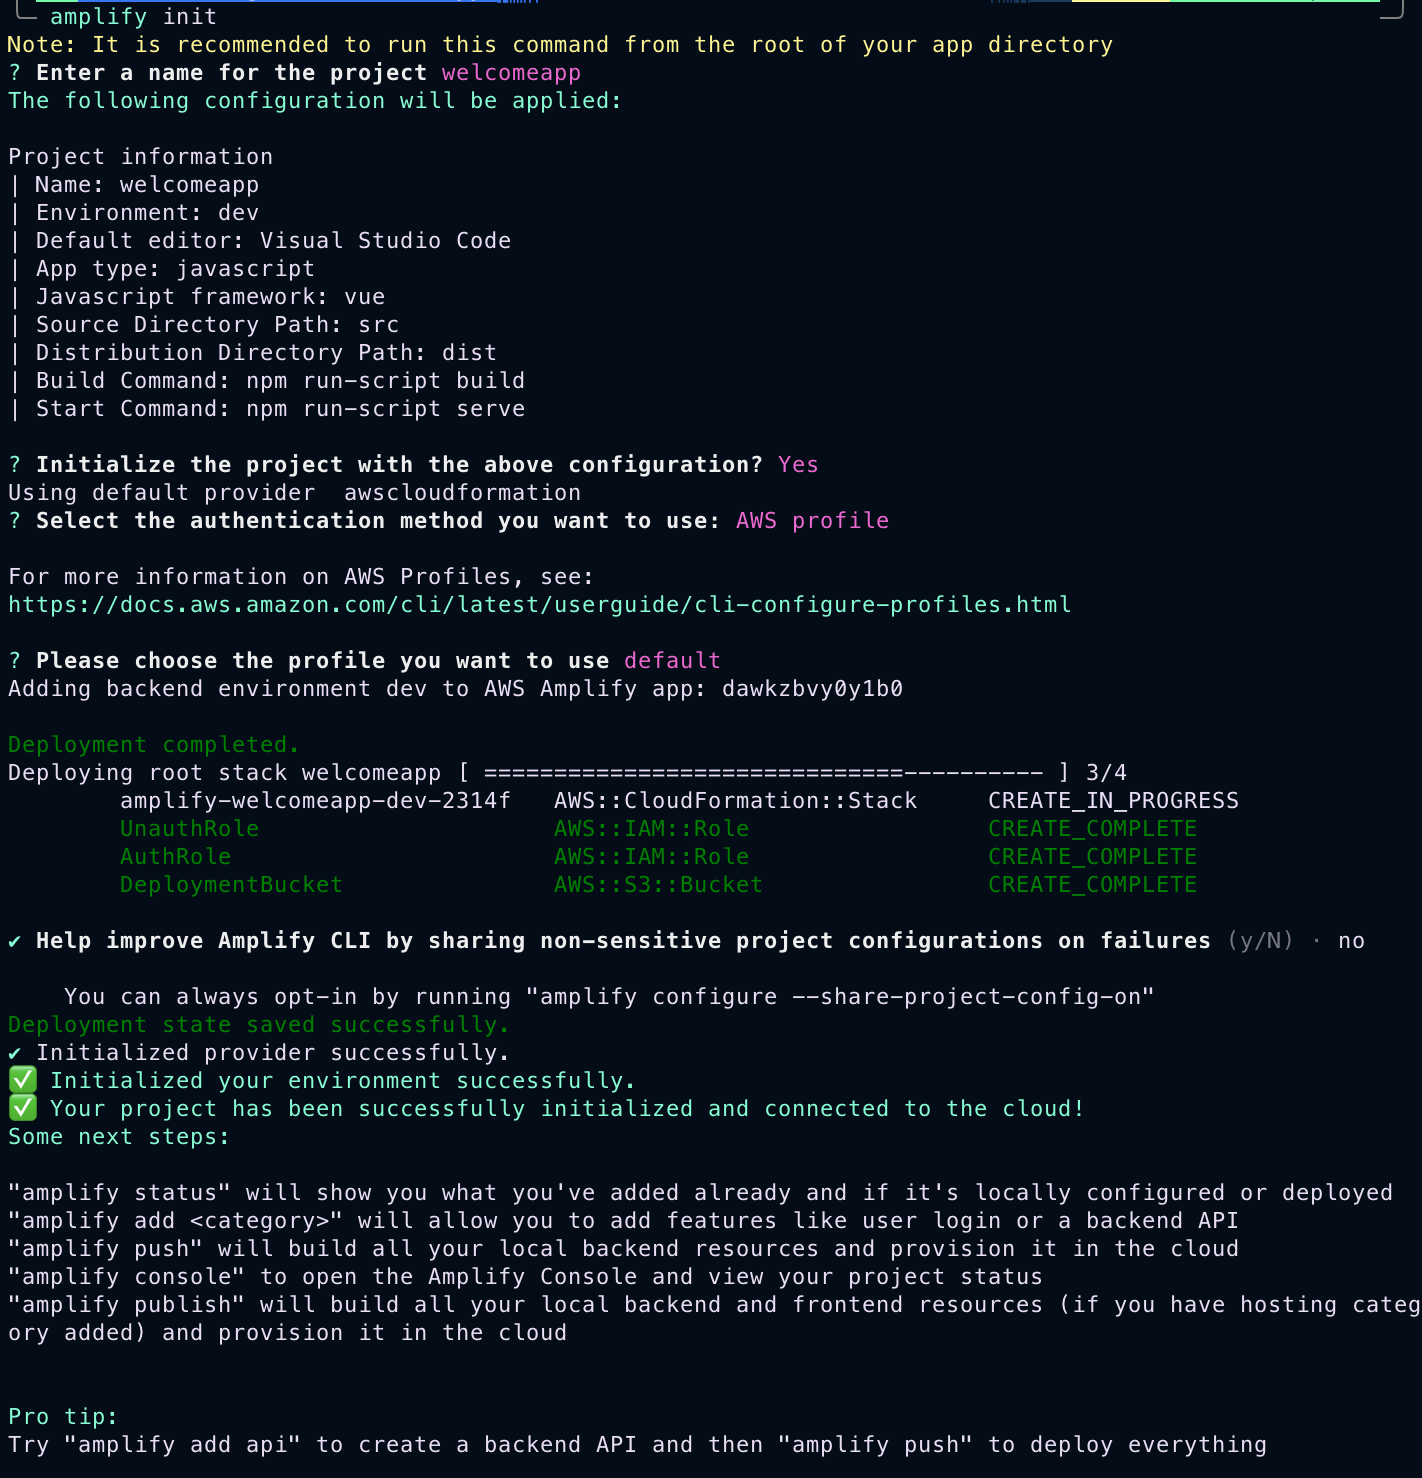 amplify init
Note: It is recommended to run this command from the root of your app directory
? Enter a name for the project welcomeapp
The following configuration will be applied:

Project information
| Name: welcomeapp
| Environment: dev
| Default editor: Visual Studio Code
| App type: javascript
| Javascript framework: vue
| Source Directory Path: src
| Distribution Directory Path: dist
| Build Command: npm run-script build
| Start Command: npm run-script serve

? Initialize the project with the above configuration? Yes
Using default provider  awscloudformation
? Select the authentication method you want to use: AWS profile

For more information on AWS Profiles, see:
https://docs.aws.amazon.com/cli/latest/userguide/cli-configure-profiles.html

? Please choose the profile you want to use default
Adding backend environment dev to AWS Amplify app: dawkzbvy0y1b0

Deployment completed.
Deploying root stack welcomeapp [ ==============================---------- ] 3/4
        amplify-welcomeapp-dev-2314f   AWS::CloudFormation::Stack     CREATE_IN_PROGRESS
        UnauthRole                     AWS::IAM::Role                 CREATE_COMPLETE
        AuthRole                       AWS::IAM::Role                 CREATE_COMPLETE
        DeploymentBucket               AWS::S3::Bucket                CREATE_COMPLETE

✔ Help improve Amplify CLI by sharing non-sensitive project configurations on failures (y/N) · no

    You can always opt-in by running "amplify configure --share-project-config-on"
Deployment state saved successfully.
✔ Initialized provider successfully.
✅ Initialized your environment successfully.
✅ Your project has been successfully initialized and connected to the cloud!
Some next steps:

"amplify status" will show you what you've added already and if it's locally configured or deployed
"amplify add <category>" will allow you to add features like user login or a backend API
"amplify push" will build all your local backend resources and provision it in the cloud
"amplify console" to open the Amplify Console and view your project status
"amplify publish" will build all your local backend and frontend resources (if you have hosting categ
ory added) and provision it in the cloud

Pro tip:
Try "amplify add api" to create a backend API and then "amplify push" to deploy everything